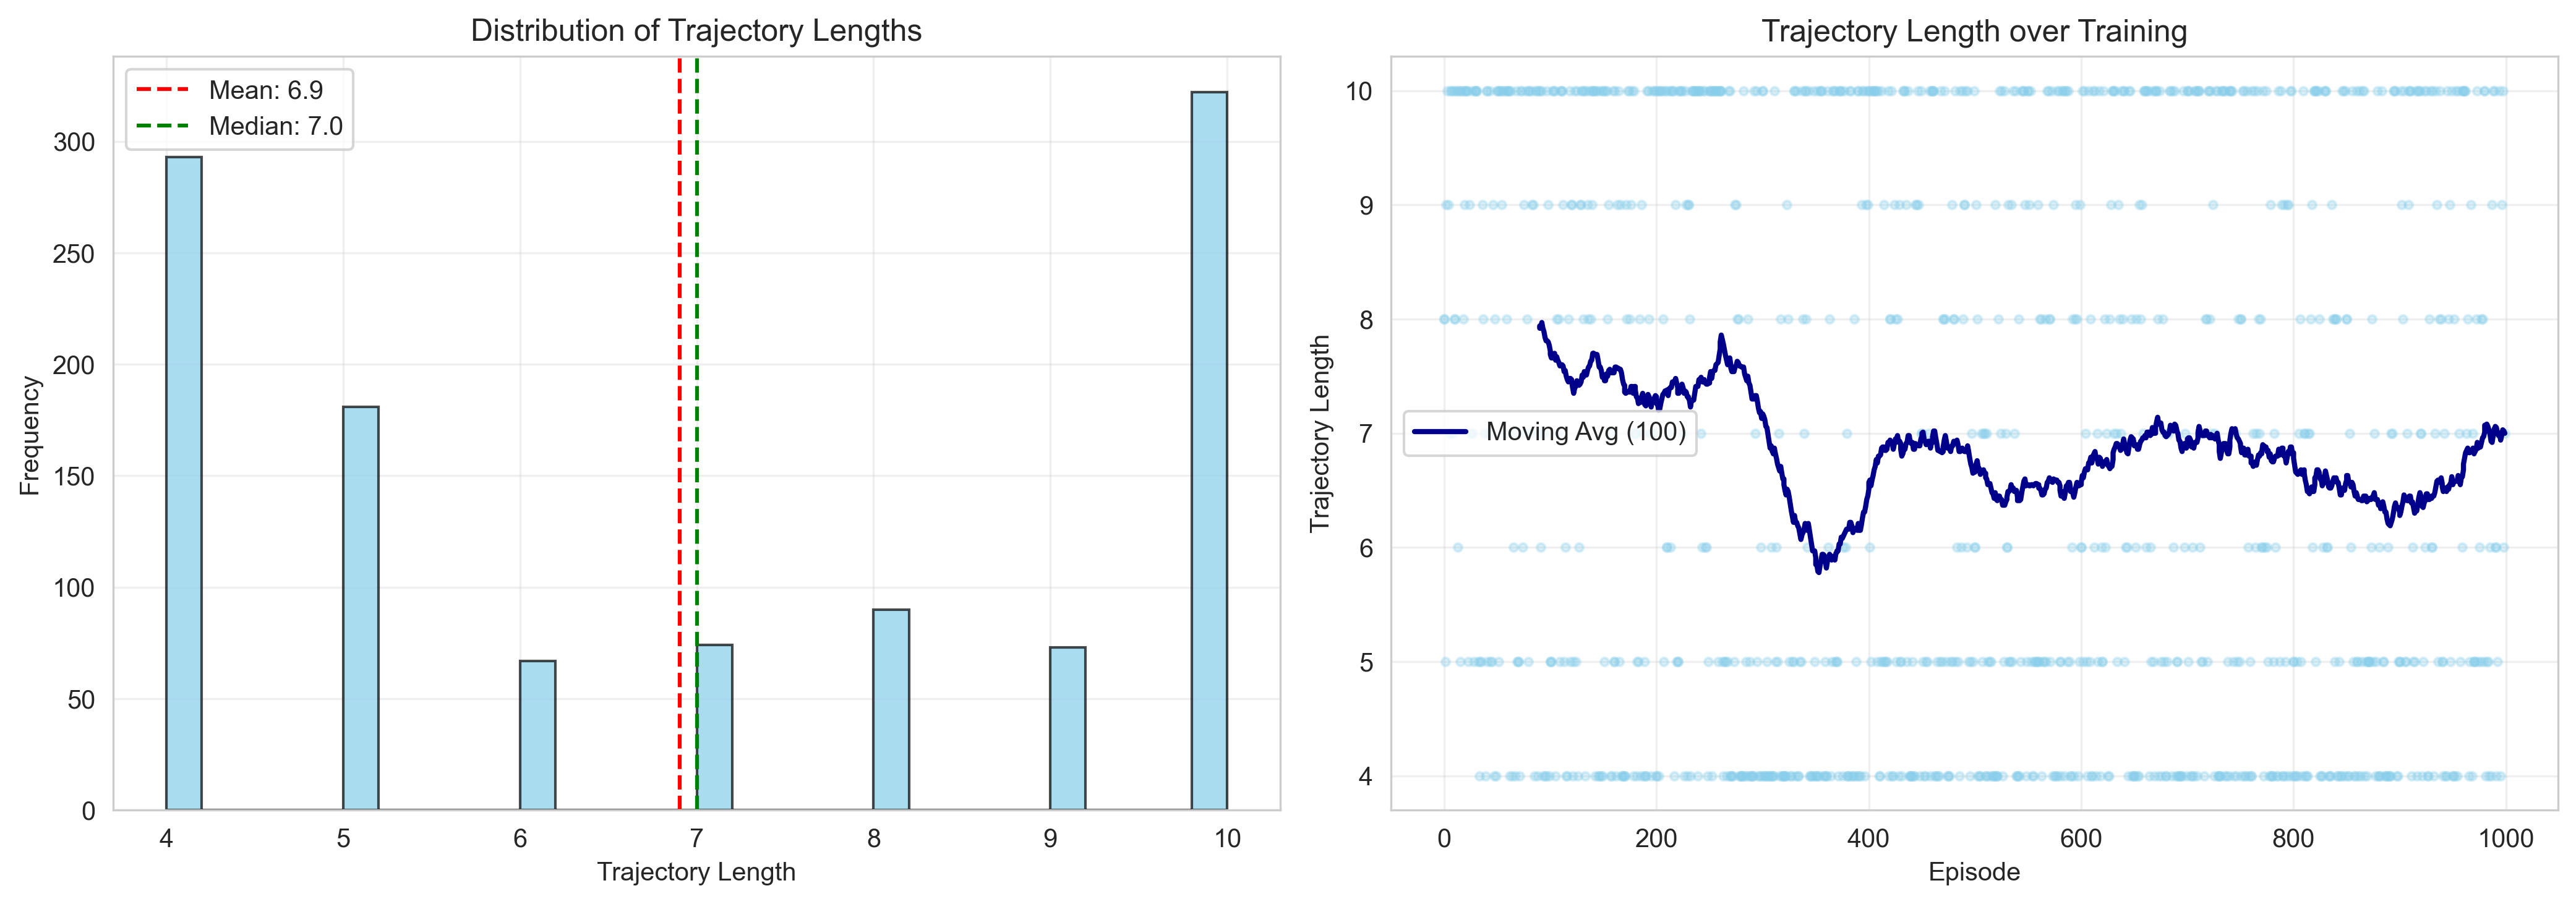 Distribution of Trajectory Lengths
Mean: 6.9
Median: 7.0
Frequency
300
250
200
150
100
50
0
4 5 6 7 8 9 10
Trajectory Length
Trajectory Length over Training
Moving Avg (100)
Trajectory Length
10
9
8
7
6
5
4
0 200 400 600 800 1000
Episode